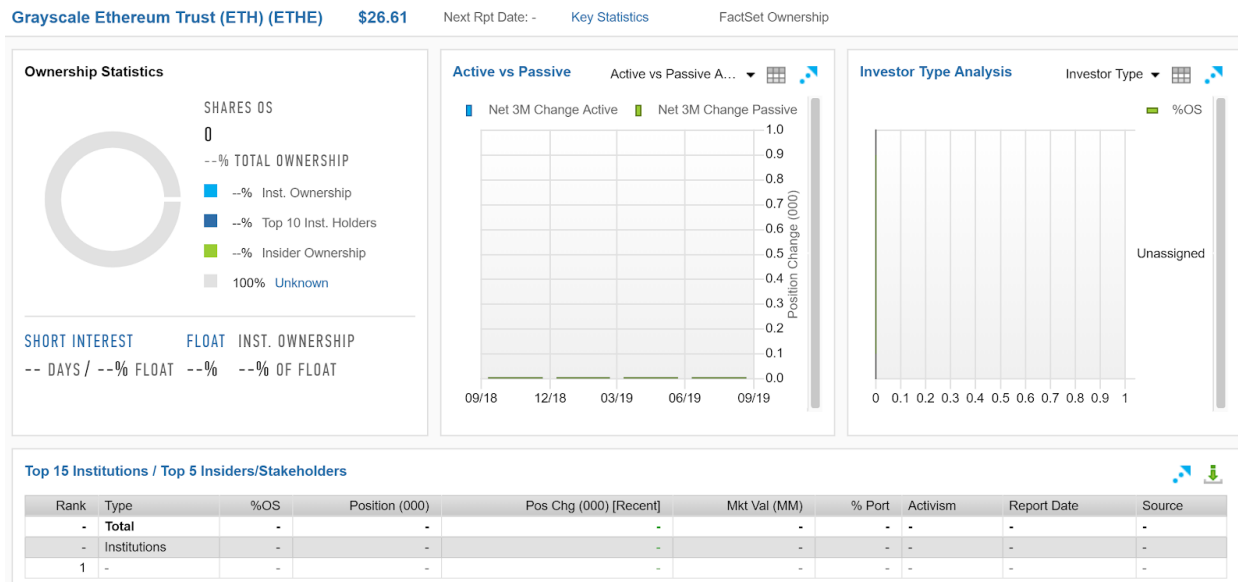 Grayscale Ethereum Trust (ETH) (ETHE) $26.61 Next Rpt Date: - Key Statistics FactSet Ownership
Ownership Statistics
SHARES OS
0
--% TOTAL OWNERSHIP
--% Inst. Ownership
--% Top 10 Inst. Holders
--% Insider Ownership
100% Unknown
SHORT INTEREST FLOAT INST. OWNERSHIP
-- DAYS / --% FLOAT --% --% OF FLOAT
Active vs Passive Active vs Passive A...
Net 3M Change Active Net 3M Change Passive
1.0
0.9
0.8
0.7
0.6
0.5
0.4
0.3
0.2
0.1
0.0
Position Change (000)
09/18 12/18 03/19 06/19 09/19
Investor Type Analysis Investor Type
%OS
Unassigned
0 0.1 0.2 0.3 0.4 0.5 0.6 0.7 0.8 0.9 1
Top 15 Institutions / Top 5 Insiders/Stakeholders
Rank Type %OS Position (000) Pos Chg (000) [Recent] Mkt Val (MM) % Port Activism Report Date Source
- Total - - - - - - - -
- Institutions - - - - - - - -
1 - - - - - - - - -